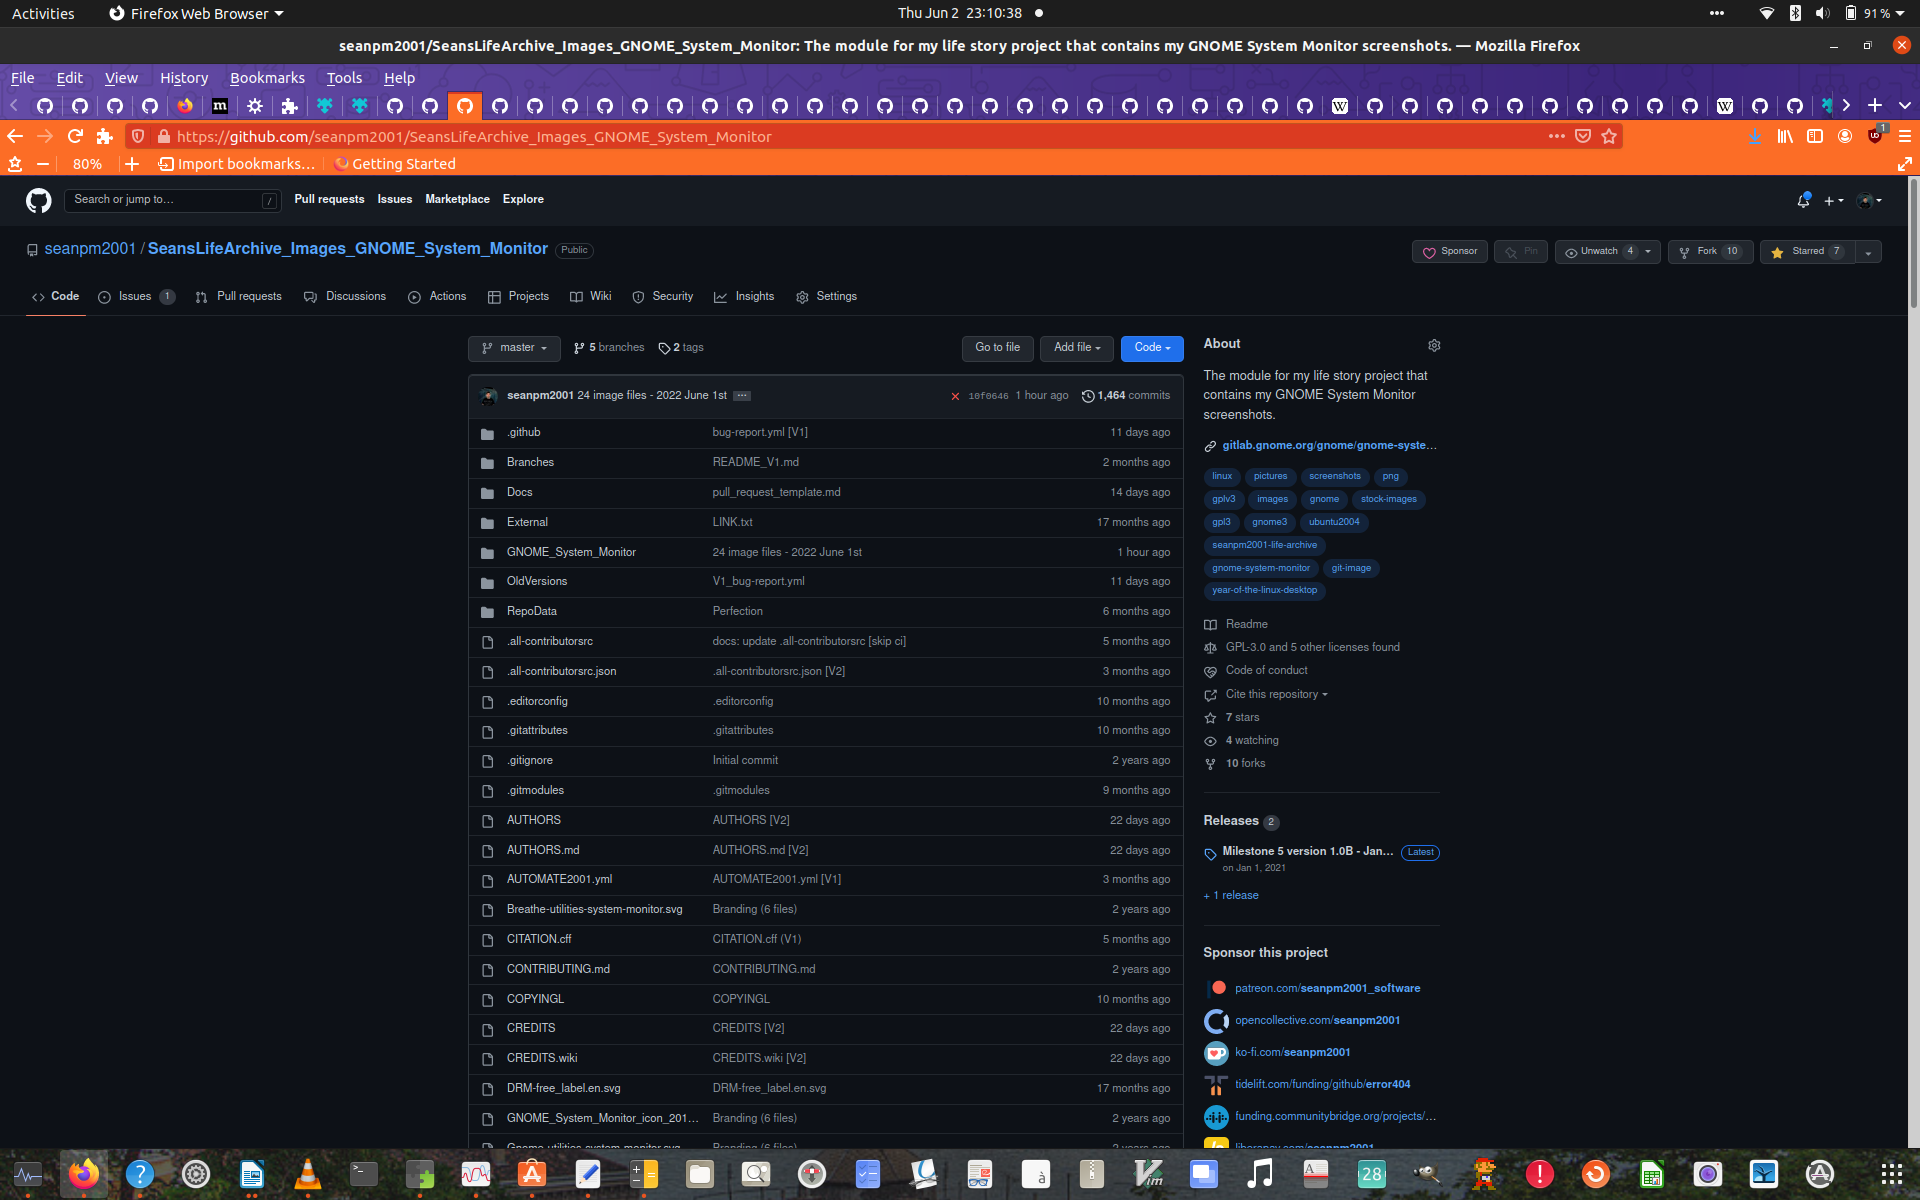 Activities Firefox Web Browser Thu Jun 2 23:10:38 91 %
seanpm2001/SeansLifeArchive_Images_GNOME_System_Monitor: The module for my life story project that contains my GNOME System Monitor screenshots. — Mozilla Firefox
File Edit View History Bookmarks Tools Help
https://github.com/seanpm2001/SeansLifeArchive_Images_GNOME_System_Monitor 1
80% Import bookmarks... Getting Started
Search or jump to... / Pull requests Issues Marketplace Explore
seanpm2001 / SeansLifeArchive_Images_GNOME_System_Monitor Public
Sponsor Pin Unwatch 4 Fork 10 Starred 7
Code Issues 1 Pull requests Discussions Actions Projects Wiki Security Insights Settings
master 5 branches 2 tags Go to file Add file Code
seanpm2001 24 image files - 2022 June 1st ... 10f0646 1 hour ago 1,464 commits
.github bug-report.yml [V1] 11 days ago
Branches README_V1.md 2 months ago
Docs pull_request_template.md 14 days ago
External LINK.txt 17 months ago
GNOME_System_Monitor 24 image files - 2022 June 1st 1 hour ago
OldVersions V1_bug-report.yml 11 days ago
RepoData Perfection 6 months ago
.all-contributorsrc docs: update .all-contributorsrc [skip ci] 5 months ago
.all-contributorsrc.json .all-contributorsrc.json [V2] 3 months ago
.editorconfig .editorconfig 10 months ago
.gitattributes .gitattributes 10 months ago
.gitignore Initial commit 2 years ago
.gitmodules .gitmodules 9 months ago
AUTHORS AUTHORS [V2] 22 days ago
AUTHORS.md AUTHORS.md [V2] 22 days ago
AUTOMATE2001.yml AUTOMATE2001.yml [V1] 3 months ago
Breathe-utilities-system-monitor.svg Branding (6 files) 2 years ago
CITATION.cff CITATION.cff (V1) 5 months ago
CONTRIBUTING.md CONTRIBUTING.md 2 years ago
COPYINGL COPYINGL 10 months ago
CREDITS CREDITS [V2] 22 days ago
CREDITS.wiki CREDITS.wiki [V2] 22 days ago
DRM-free_label.en.svg DRM-free_label.en.svg 17 months ago
GNOME_System_Monitor_icon_201... Branding (6 files) 2 years ago
Gnome-utilities-system-monitor.svg Branding (6 files) 2 years ago
About
The module for my life story project that
contains my GNOME System Monitor
screenshots.
gitlab.gnome.org/gnome/gnome-syste...
linux pictures screenshots png
gplv3 images gnome stock-images
gpl3 gnome3 ubuntu2004
seanpm2001-life-archive
gnome-system-monitor git-image
year-of-the-linux-desktop
Readme
GPL-3.0 and 5 other licenses found
Code of conduct
Cite this repository
7 stars
4 watching
10 forks
Releases 2
Milestone 5 version 1.0B - Jan... Latest
on Jan 1, 2021
+ 1 release
Sponsor this project
patreon.com/seanpm2001_software
opencollective.com/seanpm2001
ko-fi.com/seanpm2001
tidelift.com/funding/github/error404
funding.communitybridge.org/projects/...
liberapay.com/seanpm2001
28